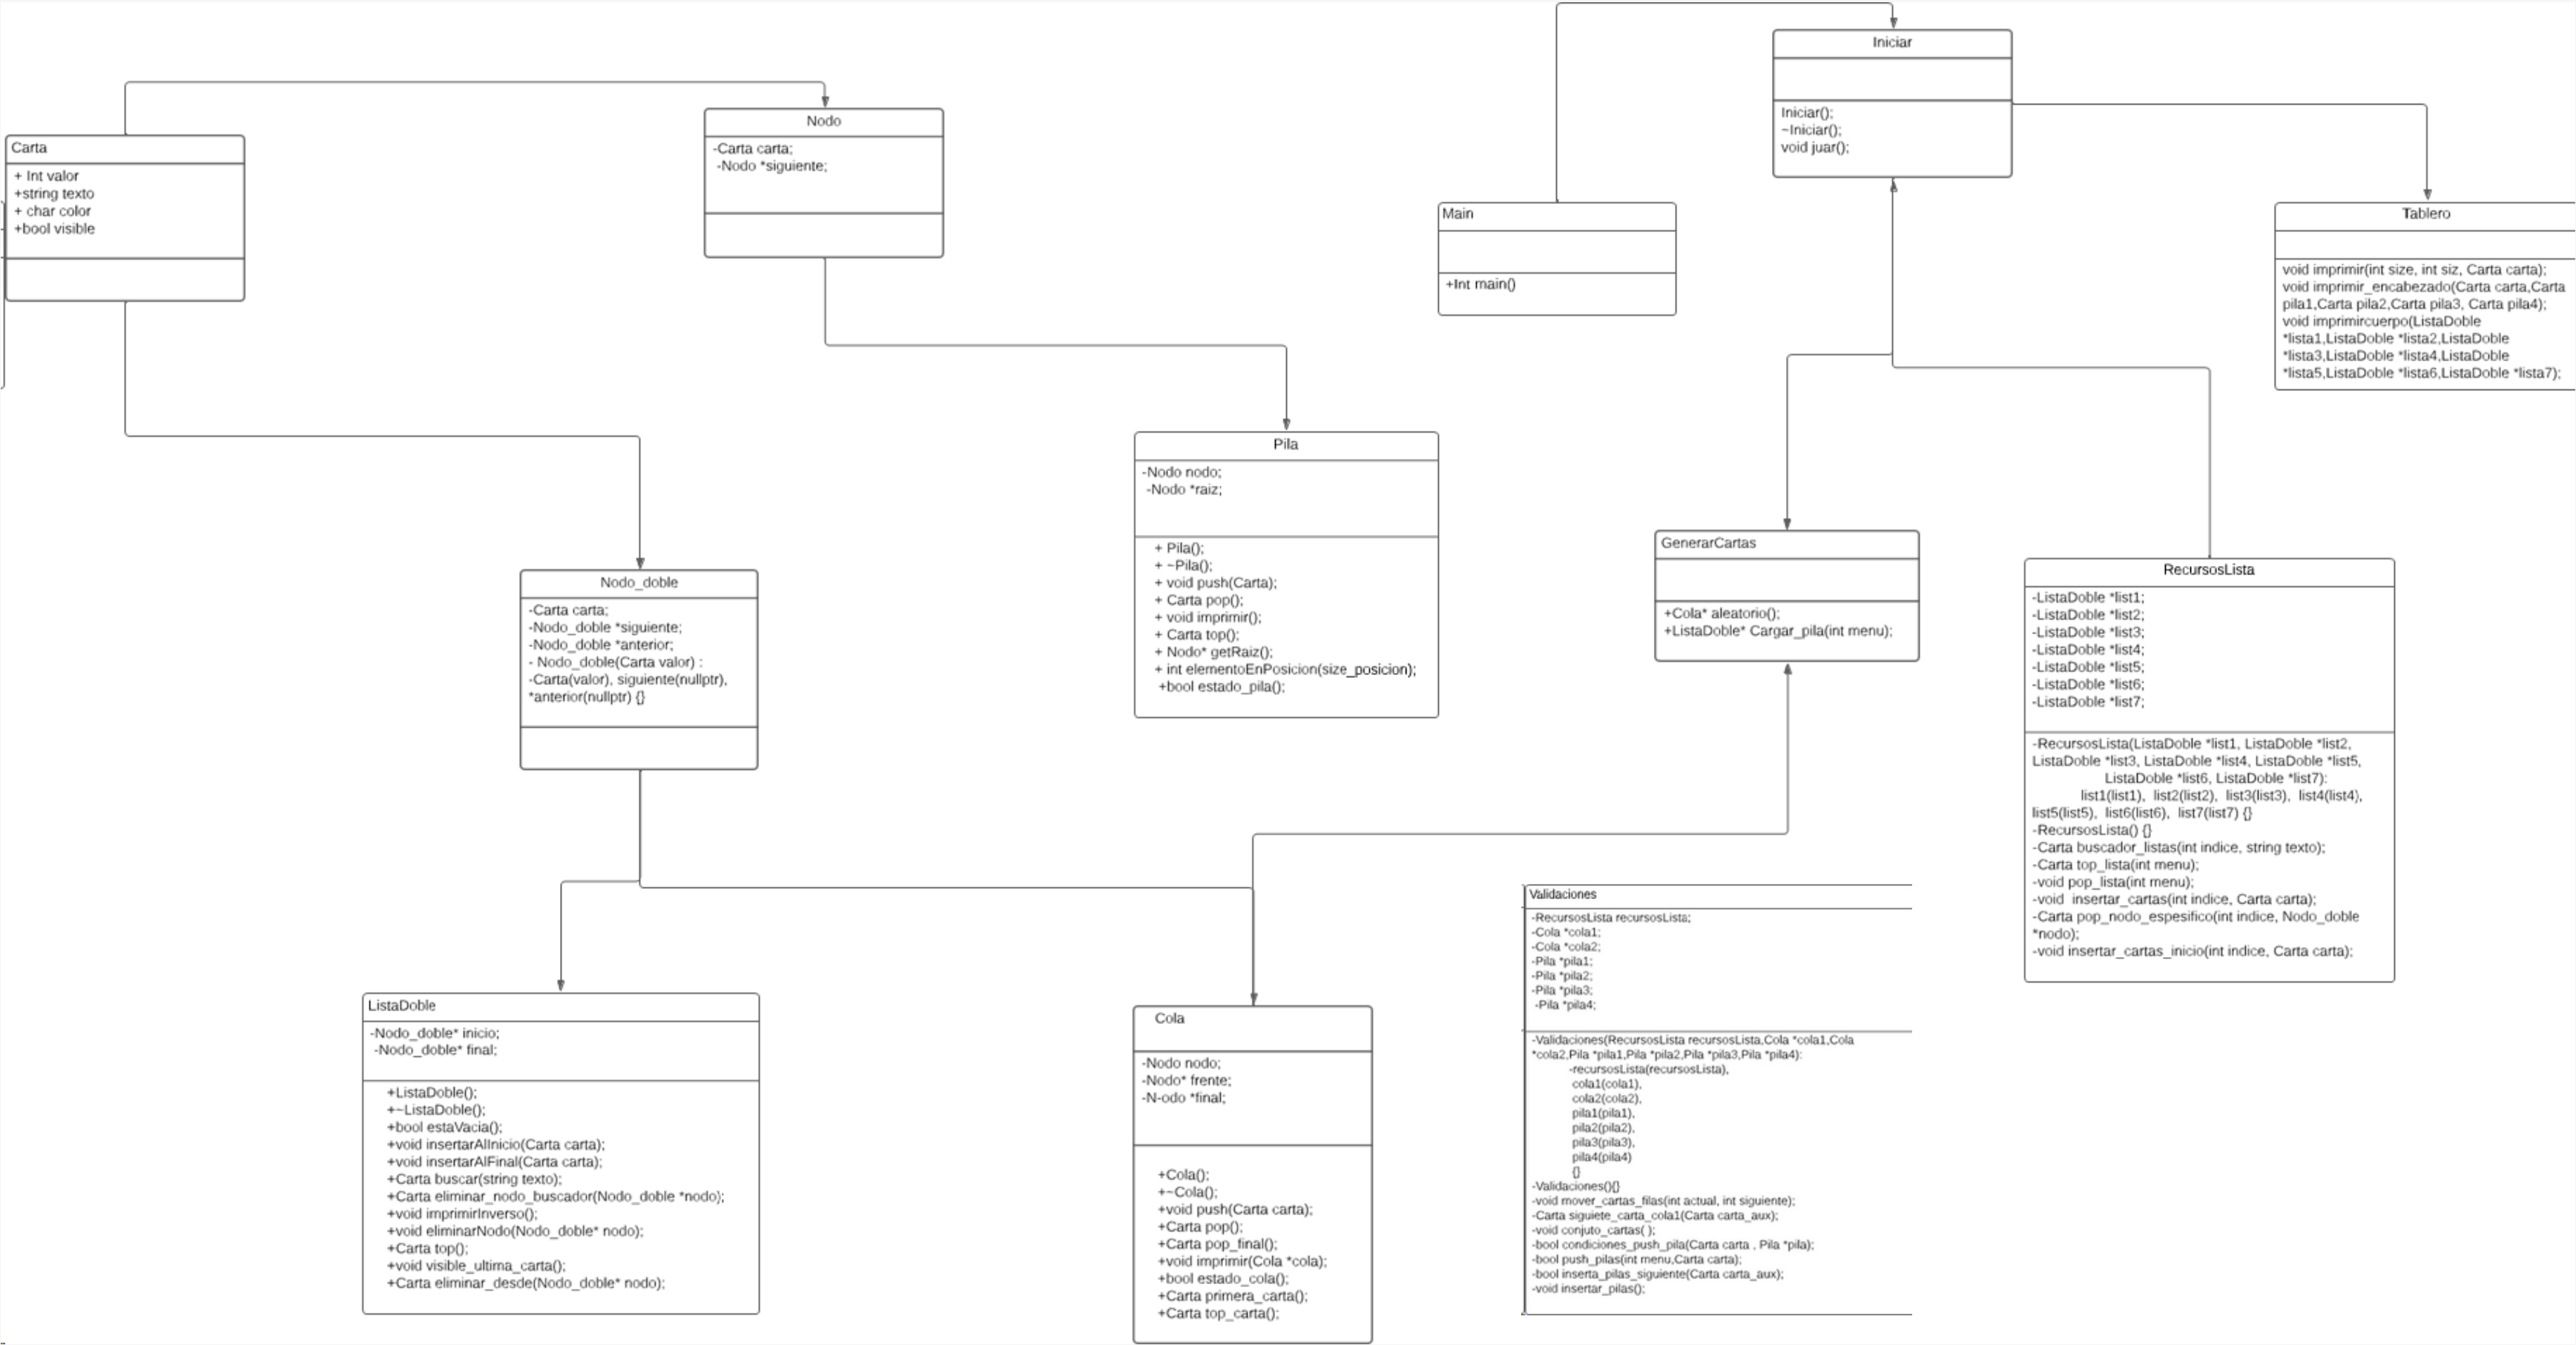 Carta
+ Int valor
+string texto
+ char color
+bool visible
Nodo
-Carta carta;
-Nodo *siguiente;
Iniciar
Iniciar();
~Iniciar();
void juar();
Main
+Int main()
Tablero
void imprimir(int size, int siz, Carta carta);
void imprimir_encabezado(Carta carta,Carta
pila1,Carta pila2,Carta pila3, Carta pila4);
void imprimircuerpo(ListaDoble
*lista1,ListaDoble *lista2,ListaDoble
*lista3,ListaDoble *lista4,ListaDoble
*lista5,ListaDoble *lista6,ListaDoble *lista7);
Pila
-Nodo nodo;
-Nodo *raiz;
+ Pila();
+ ~Pila();
+ void push(Carta);
+ Carta pop();
+ void imprimir();
+ Carta top();
+ Nodo* getRaiz();
+ int elementoEnPosicion(size_posicion);
+bool estado_pila();
Nodo_doble
-Carta carta;
-Nodo_doble *siguiente;
-Nodo_doble *anterior;
- Nodo_doble(Carta valor) :
-Carta(valor), siguiente(nullptr),
*anterior(nullptr) {}
GenerarCartas
+Cola* aleatorio();
+ListaDoble* Cargar_pila(int menu);
RecursosLista
-ListaDoble *list1;
-ListaDoble *list2;
-ListaDoble *list3;
-ListaDoble *list4;
-ListaDoble *list5;
-ListaDoble *list6;
-ListaDoble *list7;
-RecursosLista(ListaDoble *list1, ListaDoble *list2,
ListaDoble *list3, ListaDoble *list4, ListaDoble *list5,
ListaDoble *list6, ListaDoble *list7):
list1(list1), list2(list2), list3(list3), list4(list4),
list5(list5), list6(list6), list7(list7) {}
-RecursosLista() {}
-Carta buscador_listas(int indice, string texto);
-Carta top_lista(int menu);
-void pop_lista(int menu);
-void insertar_cartas(int indice, Carta carta);
-Carta pop_nodo_espesifico(int indice, Nodo_doble
*nodo);
-void insertar_cartas_inicio(int indice, Carta carta);
ListaDoble
-Nodo_doble* inicio;
-Nodo_doble* final;
+ListaDoble();
+~ListaDoble();
+bool estaVacia();
+void insertarAlInicio(Carta carta);
+void insertarAlFinal(Carta carta);
+Carta buscar(string texto);
+Carta eliminar_nodo_buscador(Nodo_doble *nodo);
+void imprimirInverso();
+void eliminarNodo(Nodo_doble* nodo);
+Carta top();
+void visible_ultima_carta();
+Carta eliminar_desde(Nodo_doble* nodo);
Cola
-Nodo nodo;
-Nodo* frente;
-N-odo *final;
+Cola();
+~Cola();
+void push(Carta carta);
+Carta pop();
+Carta pop_final();
+void imprimir(Cola *cola);
+bool estado_cola();
+Carta primera_carta();
+Carta top_carta();
Validaciones
-RecursosLista recursosLista;
-Cola *cola1;
-Cola *cola2;
-Pila *pila1;
-Pila *pila2;
-Pila *pila3;
-Pila *pila4;
-Validaciones(RecursosLista recursosLista,Cola *cola1,Cola
*cola2,Pila *pila1,Pila *pila2,Pila *pila3,Pila *pila4):
-recursosLista(recursosLista),
cola1(cola1),
cola2(cola2),
pila1(pila1),
pila2(pila2),
pila3(pila3),
pila4(pila4)
{}
-Validaciones(){}
-void mover_cartas_filas(int actual, int siguiente);
-Carta siguiete_carta_cola1(Carta carta_aux);
-void conjuto_cartas( );
-bool condiciones_push_pila(Carta carta , Pila *pila);
-bool push_pilas(int menu,Carta carta);
-bool inserta_pilas_siguiente(Carta carta_aux);
-void insertar_pilas();